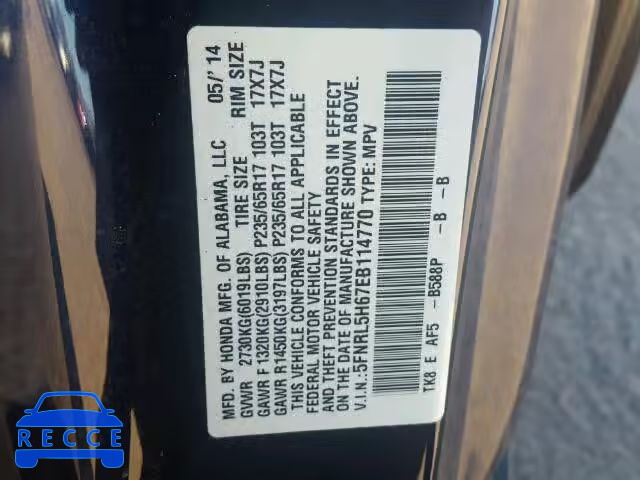 MFD. BY HONDA MFG. OF ALABAMA, LLC 05/'14
GVWR 2730KG(6019LBS) TIRE SIZE RIM SIZE
GAWR F 1320KG(2910LBS) P235/65R17 103T 17X7J
GAWR R1450KG(3197LBS) P235/65R17 103T 17X7J
THIS VEHICLE CONFORMS TO ALL APPLICABLE
FEDERAL MOTOR VEHICLE SAFETY
AND THEFT PREVENTION STANDARDS IN EFFECT
ON THE DATE OF MANUFACTURE SHOWN ABOVE.
V.I.N.:5FNRL5H67EB114770 TYPE: MPV
TK8 E AF5 -B588P -B -B
RECCE